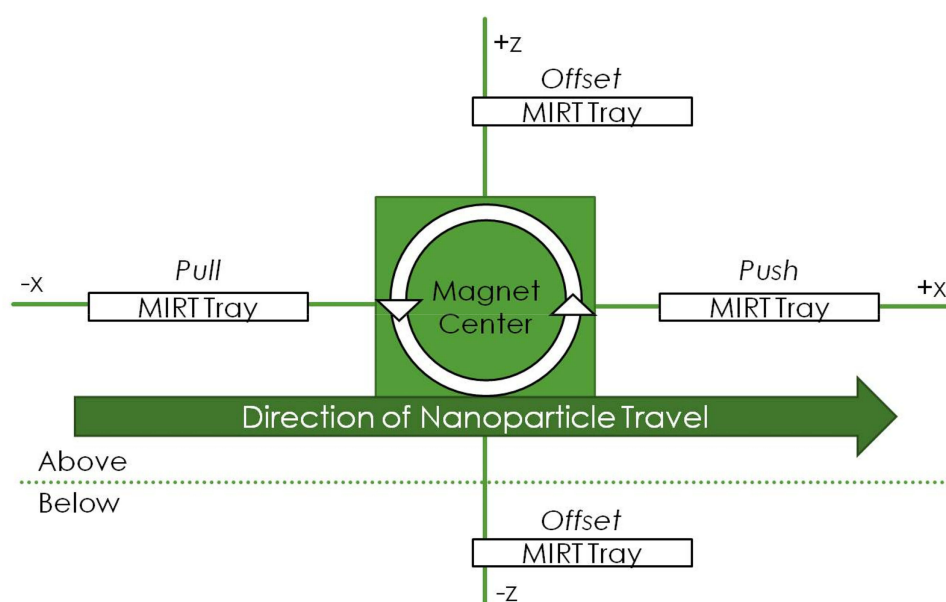 +z
Offset
MIRT Tray
-x
Pull
MIRT Tray
Magnet
Center
Push
MIRT Tray
+x
Direction of Nanoparticle Travel
Above
Below
Offset
MIRT Tray
-z